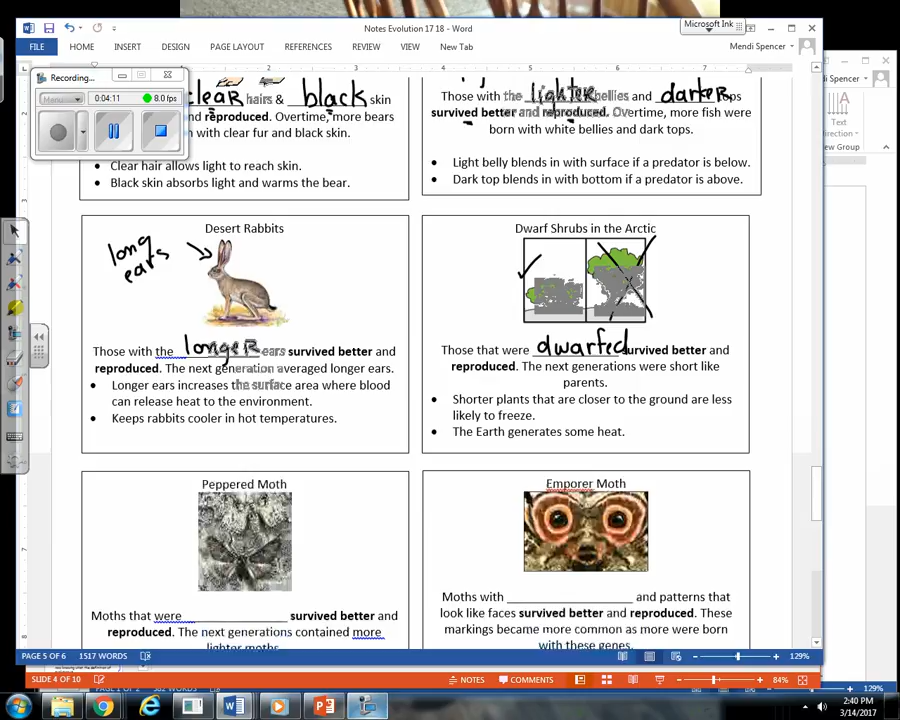 Notes Evolution 17 18 - Word
Microsoft Ink
FILE HOME INSERT DESIGN PAGE LAYOUT REFERENCES REVIEW VIEW New Tab
Mendi Spencer
Recording...
Menu
0:04:11 8.0 fps
Text
Direction
New Group
clear hairs & black skin
and reproduced. Overtime, more bears
with clear fur and black skin.
Clear hair allows light to reach skin.
Black skin absorbs light and warms the bear.
Those with the lighter bellies and darker tops
survived better and reproduced. Overtime, more fish were
born with white bellies and dark tops.
Light belly blends in with surface if a predator is below.
Dark top blends in with bottom if a predator is above.
Desert Rabbits
long
ears
Those with the longer ears survived better and
reproduced. The next generation averaged longer ears.
Longer ears increases the surface area where blood
can release heat to the environment.
Keeps rabbits cooler in hot temperatures.
Dwarf Shrubs in the Arctic
Those that were dwarfed survived better and
reproduced. The next generations were short like
parents.
Shorter plants that are closer to the ground are less
likely to freeze.
The Earth generates some heat.
Peppered Moth
Moths that were survived better and
reproduced. The next generations contained more
lighter moths.
Emporer Moth
Moths with and patterns that
look like faces survived better and reproduced. These
markings became more common as more were born
with these genes.
PAGE 5 OF 6 1517 WORDS 129%
SLIDE 4 OF 10 NOTES COMMENTS 84%
129%
2:40 PM
3/14/2017